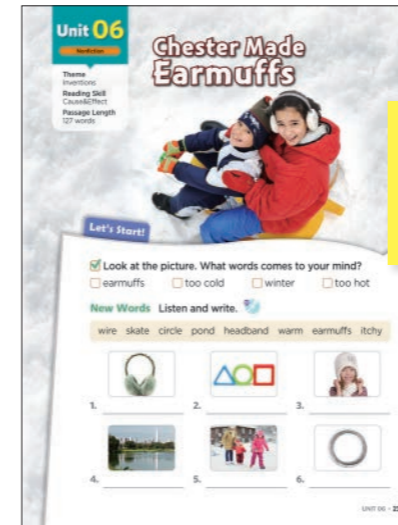 Unit 06
Nonfiction
Chester Made
Earmuffs
Theme
Inventions
Reading Skill
Cause&Effect
Passage Length
127 words
Let's Start!
Look at the picture. What words comes to your mind?
earmuffs too cold winter too hot
New Words Listen and write.
wire skate circle pond headband warm earmuffs itchy
1. 2. 3.
4. 5. 6.
UNIT 06